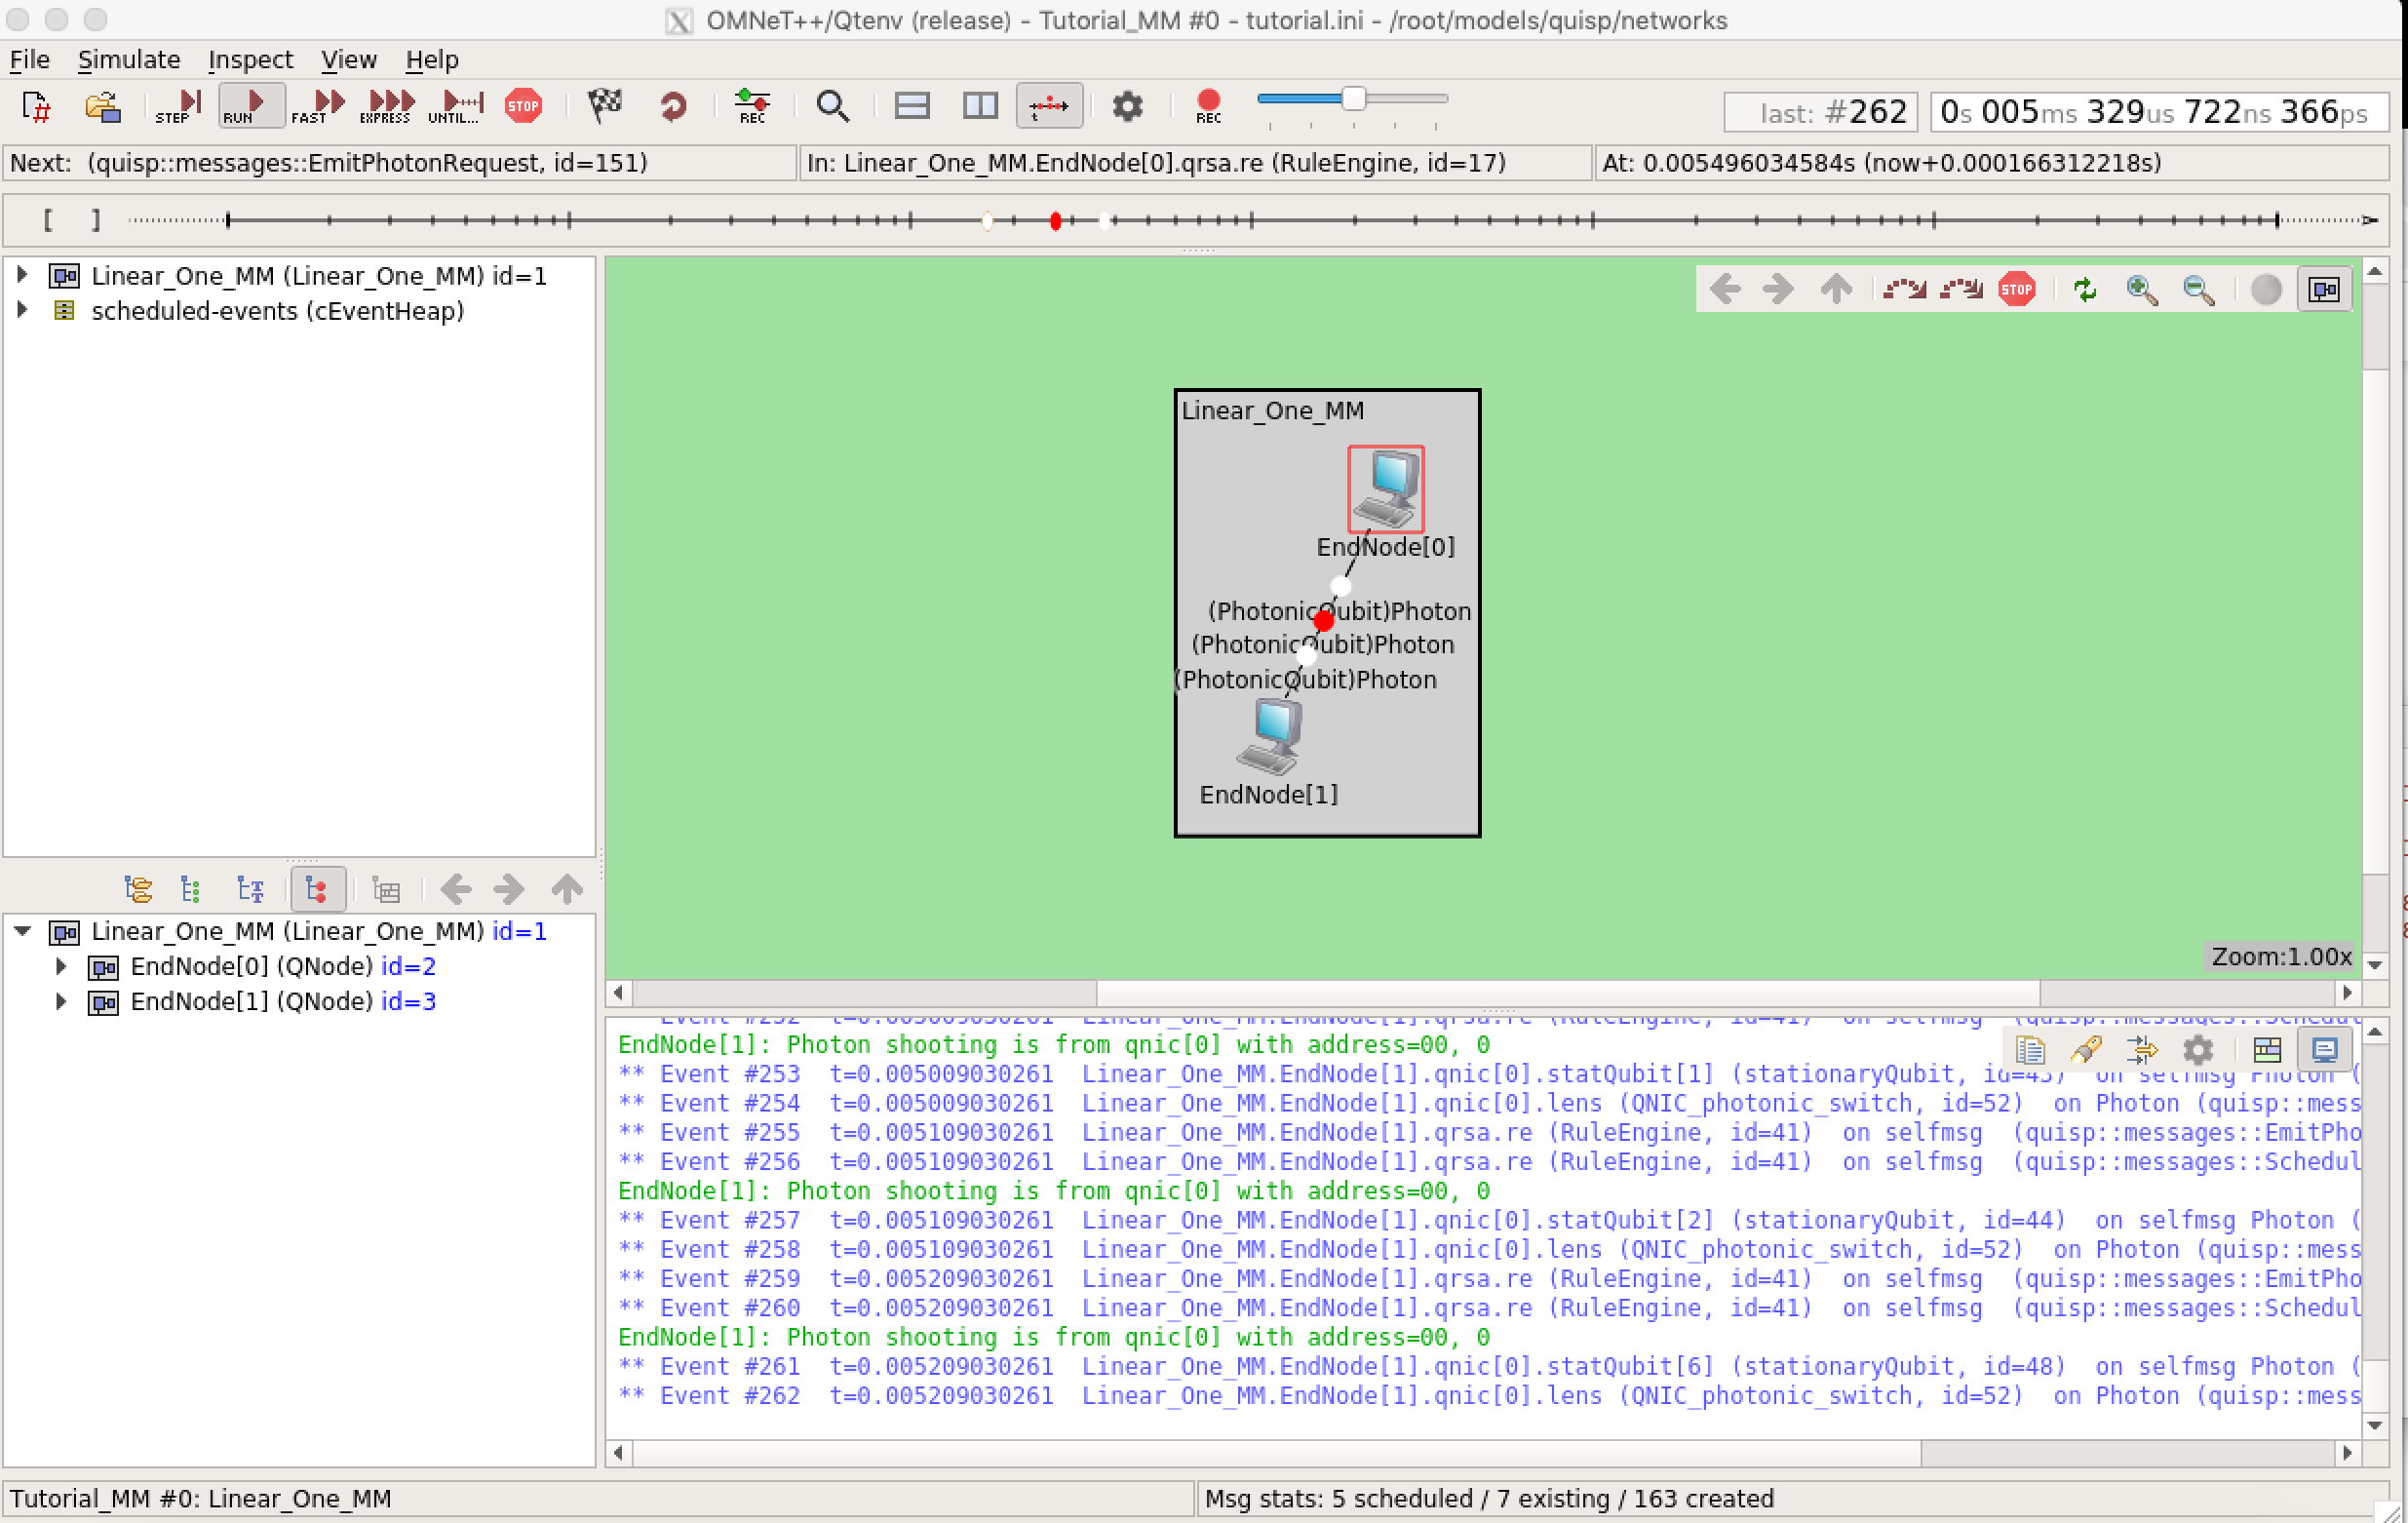 OMNeT++/Qtenv (release) - Tutorial_MM #0 - tutorial.ini - /root/models/quisp/networks
File Simulate Inspect View Help
STEP RUN FAST EXPRESS UNTIL... STOP REC REC
last: #262 0s 005ms 329us 722ns 366ps
Next: (quisp::messages::EmitPhotonRequest, id=151) In: Linear_One_MM.EndNode[0].qrsa.re (RuleEngine, id=17) At: 0.005496034584s (now+0.000166312218s)
[ ]
Linear_One_MM (Linear_One_MM) id=1
scheduled-events (cEventHeap)
STOP
Linear_One_MM
EndNode[0]
(PhotonicQubit)Photon
(PhotonicQubit)Photon
(PhotonicQubit)Photon
EndNode[1]
Zoom:1.00x
Linear_One_MM (Linear_One_MM) id=1
EndNode[0] (QNode) id=2
EndNode[1] (QNode) id=3
EndNode[1]: Photon shooting is from qnic[0] with address=00, 0
** Event #253 t=0.005009030261 Linear_One_MM.EndNode[1].qnic[0].statQubit[1] (stationaryQubit, id=43) on selfmsg Photon (
** Event #254 t=0.005009030261 Linear_One_MM.EndNode[1].qnic[0].lens (QNIC_photonic_switch, id=52) on Photon (quisp::mess
** Event #255 t=0.005109030261 Linear_One_MM.EndNode[1].qrsa.re (RuleEngine, id=41) on selfmsg (quisp::messages::EmitPho
** Event #256 t=0.005109030261 Linear_One_MM.EndNode[1].qrsa.re (RuleEngine, id=41) on selfmsg (quisp::messages::Schedul
EndNode[1]: Photon shooting is from qnic[0] with address=00, 0
** Event #257 t=0.005109030261 Linear_One_MM.EndNode[1].qnic[0].statQubit[2] (stationaryQubit, id=44) on selfmsg Photon (
** Event #258 t=0.005109030261 Linear_One_MM.EndNode[1].qnic[0].lens (QNIC_photonic_switch, id=52) on Photon (quisp::mess
** Event #259 t=0.005209030261 Linear_One_MM.EndNode[1].qrsa.re (RuleEngine, id=41) on selfmsg (quisp::messages::EmitPho
** Event #260 t=0.005209030261 Linear_One_MM.EndNode[1].qrsa.re (RuleEngine, id=41) on selfmsg (quisp::messages::Schedul
EndNode[1]: Photon shooting is from qnic[0] with address=00, 0
** Event #261 t=0.005209030261 Linear_One_MM.EndNode[1].qnic[0].statQubit[6] (stationaryQubit, id=48) on selfmsg Photon (
** Event #262 t=0.005209030261 Linear_One_MM.EndNode[1].qnic[0].lens (QNIC_photonic_switch, id=52) on Photon (quisp::mess
Tutorial_MM #0: Linear_One_MM Msg stats: 5 scheduled / 7 existing / 163 created